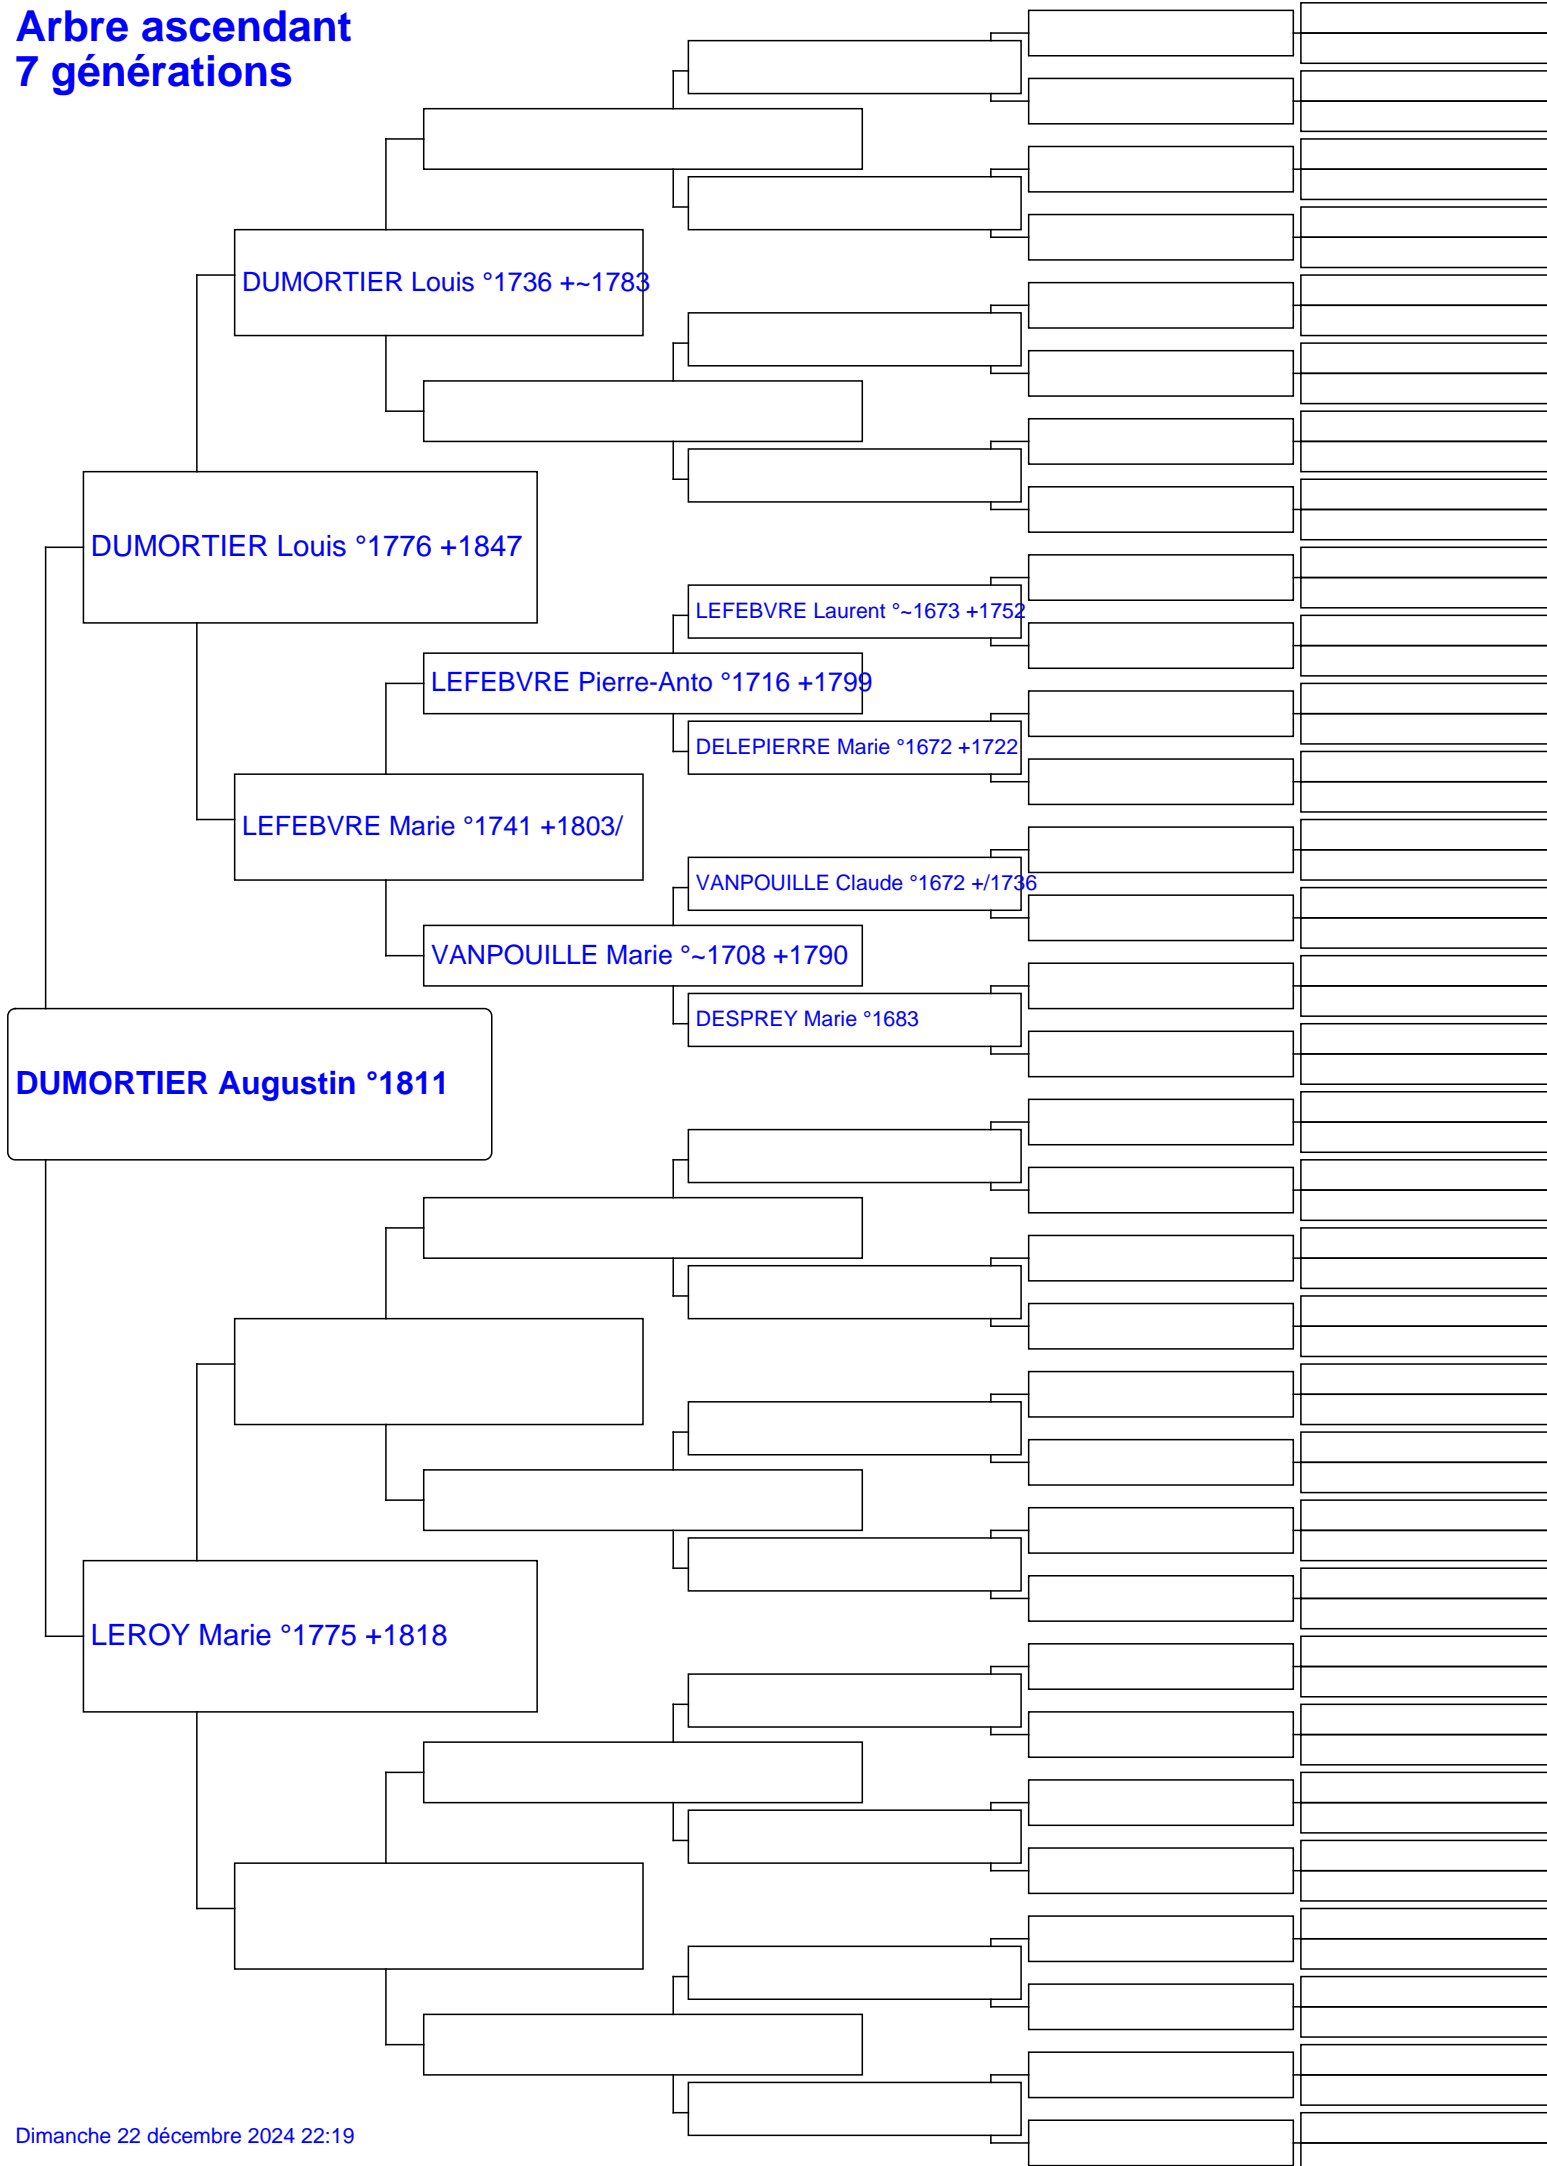 Arbre ascendant
7 générations
DUMORTIER Louis °1736 +~1783
DUMORTIER Louis °1776 +1847
LEFEBVRE Laurent °~1673 +1752
LEFEBVRE Pierre-Anto °1716 +1799
DELEPIERRE Marie °1672 +1722
LEFEBVRE Marie °1741 +1803/
VANPOUILLE Claude °1672 +/1736
VANPOUILLE Marie °~1708 +1790
DESPREY Marie °1683
DUMORTIER Augustin °1811
LEROY Marie °1775 +1818
Dimanche 22 décembre 2024 22:19